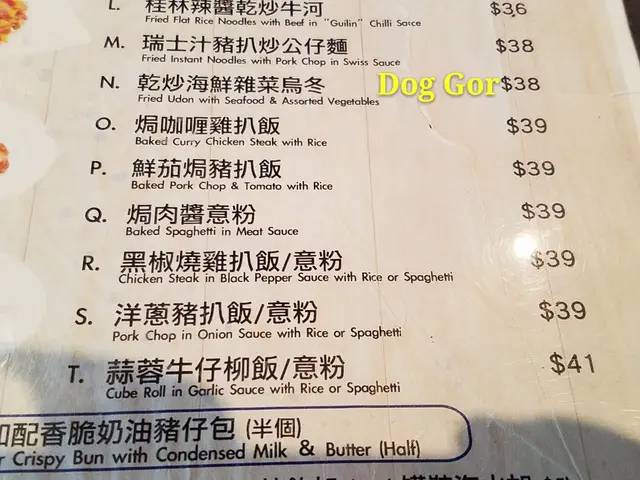 L. 桂林辣醬乾炒牛河 $36
Fried Flat Rice Noodles with Beef in "Guilin" Chilli Sauce
M. 瑞士汁豬扒炒公仔麵 $38
Fried Instant Noodles with Pork Chop in Swiss Sauce
N. 乾炒海鮮雜菜烏冬 Dog Gor $38
Fried Udon with Seafood & Assorted Vegetables
O. 焗咖喱雞扒飯 $39
Baked Curry Chicken Steak with Rice
P. 鮮茄焗豬扒飯 $39
Baked Pork Chop & Tomato with Rice
Q. 焗肉醬意粉 $39
Baked Spaghetti in Meat Sauce
R. 黑椒燒雞扒飯/意粉 $39
Chicken Steak in Black Pepper Sauce with Rice or Spaghetti
S. 洋蔥豬扒飯/意粉 $39
Pork Chop in Onion Sauce with Rice or Spaghetti
T. 蒜蓉牛仔柳飯/意粉 $41
Cube Roll in Garlic Sauce with Rice or Spaghetti
配香脆奶油豬仔包 (半個)
Crispy Bun with Condensed Milk & Butter (Half)